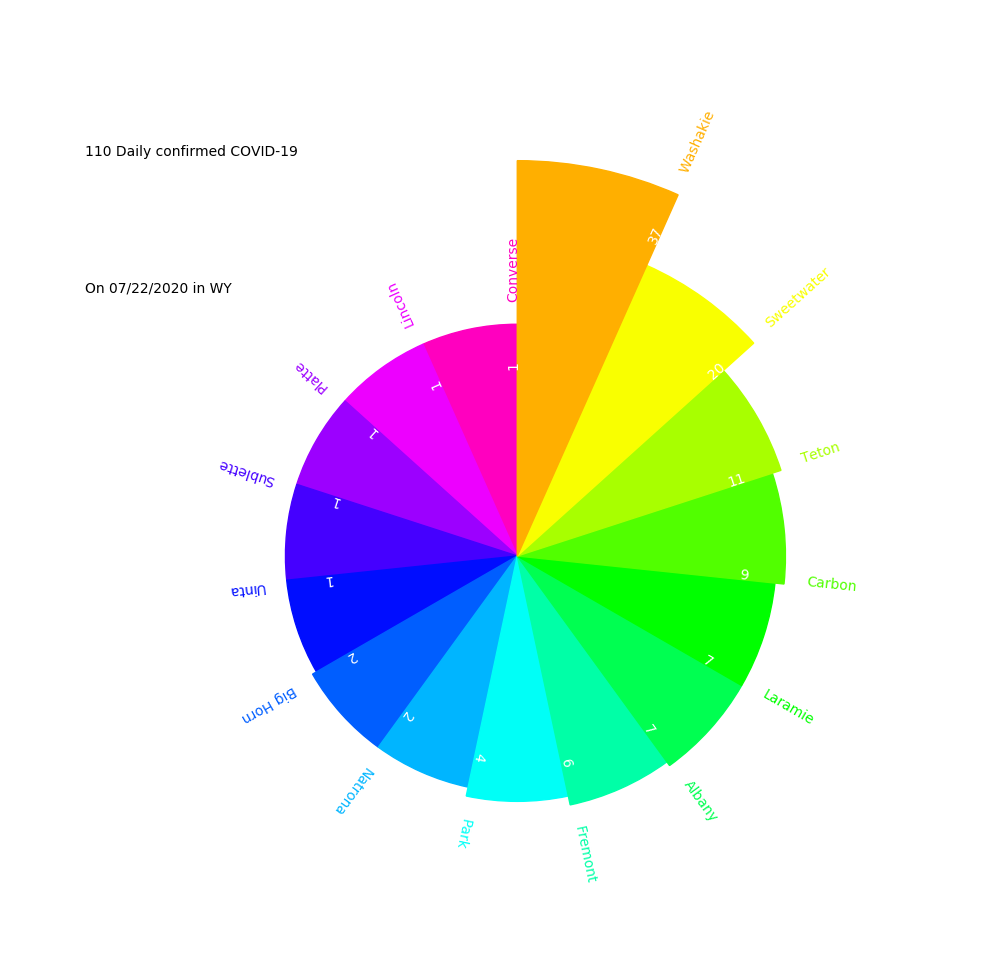 110 Daily confirmed COVID-19
On 07/22/2020 in WY
Washakie
37
Sweetwater
20
Teton
11
Carbon
9
Laramie
7
Albany
7
Fremont
6
Park
4
Natrona
2
Big Horn
2
Uinta
1
Sublette
1
Platte
1
Lincoln
1
Converse
1